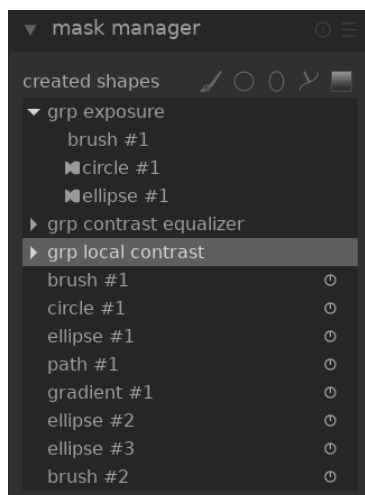 mask manager
created shapes
grp exposure
brush #1
circle #1
ellipse #1
grp contrast equalizer
grp local contrast
brush #1
circle #1
ellipse #1
path #1
gradient #1
ellipse #2
ellipse #3
brush #2